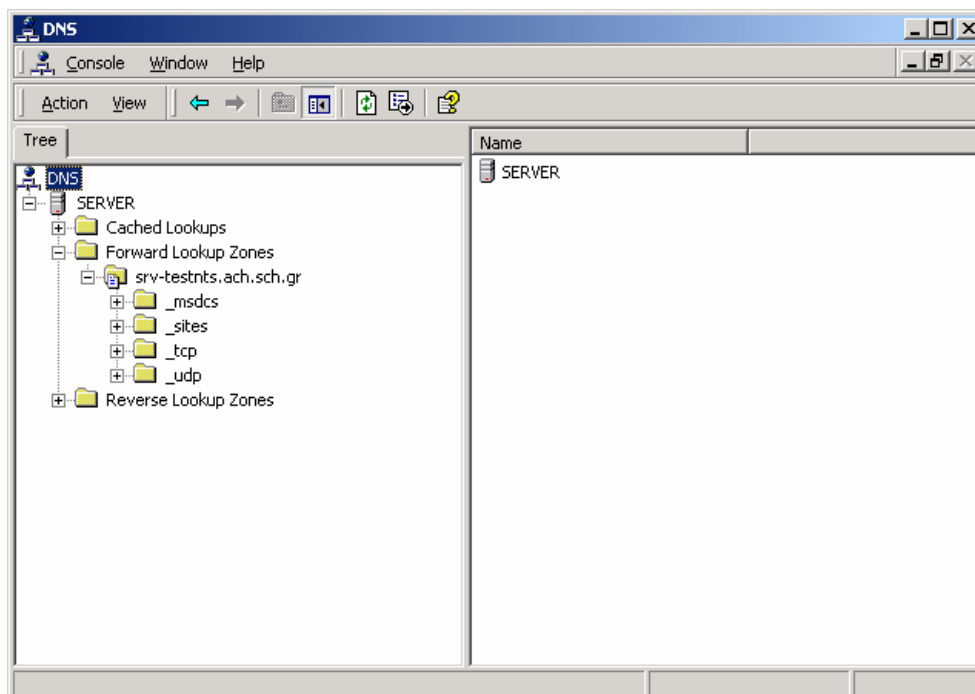 DNS
Console Window Help
Action View
Tree
Name
DNS
SERVER
SERVER
Cached Lookups
Forward Lookup Zones
srv-testnts.ach.sch.gr
_msdcs
_sites
_tcp
_udp
Reverse Lookup Zones